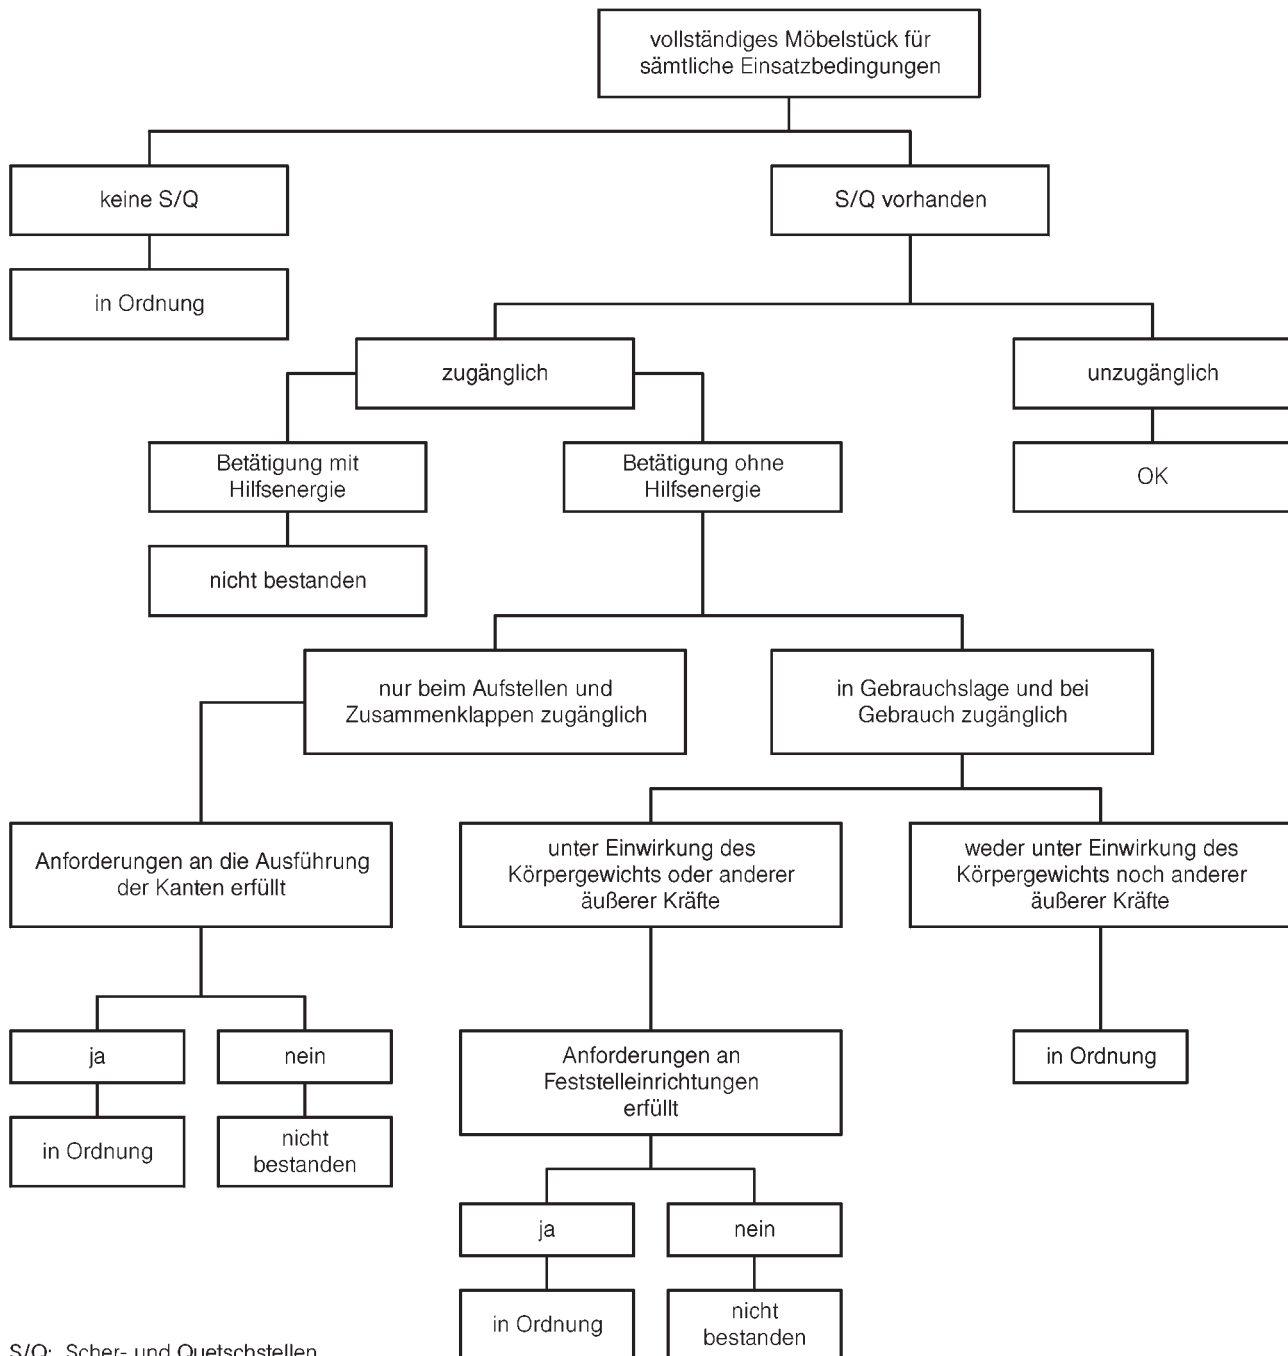 vollständiges Möbelstück für
sämtliche Einsatzbedingungen
keine S/Q
S/Q vorhanden
in Ordnung
zugänglich
unzugänglich
Betätigung mit
Hilfsenergie
Betätigung ohne
Hilfsenergie
OK
nicht bestanden
nur beim Aufstellen und
Zusammenklappen zugänglich
in Gebrauchslage und bei
Gebrauch zugänglich
Anforderungen an die Ausführung
der Kanten erfüllt
unter Einwirkung des
Körpergewichts oder anderer
äußerer Kräfte
weder unter Einwirkung des
Körpergewichts noch anderer
äußerer Kräfte
ja
nein
Anforderungen an
Feststelleinrichtungen
erfüllt
in Ordnung
in Ordnung
nicht
bestanden
ja
nein
in Ordnung
nicht
bestanden
S/Q: Scher- und Quetschstellen